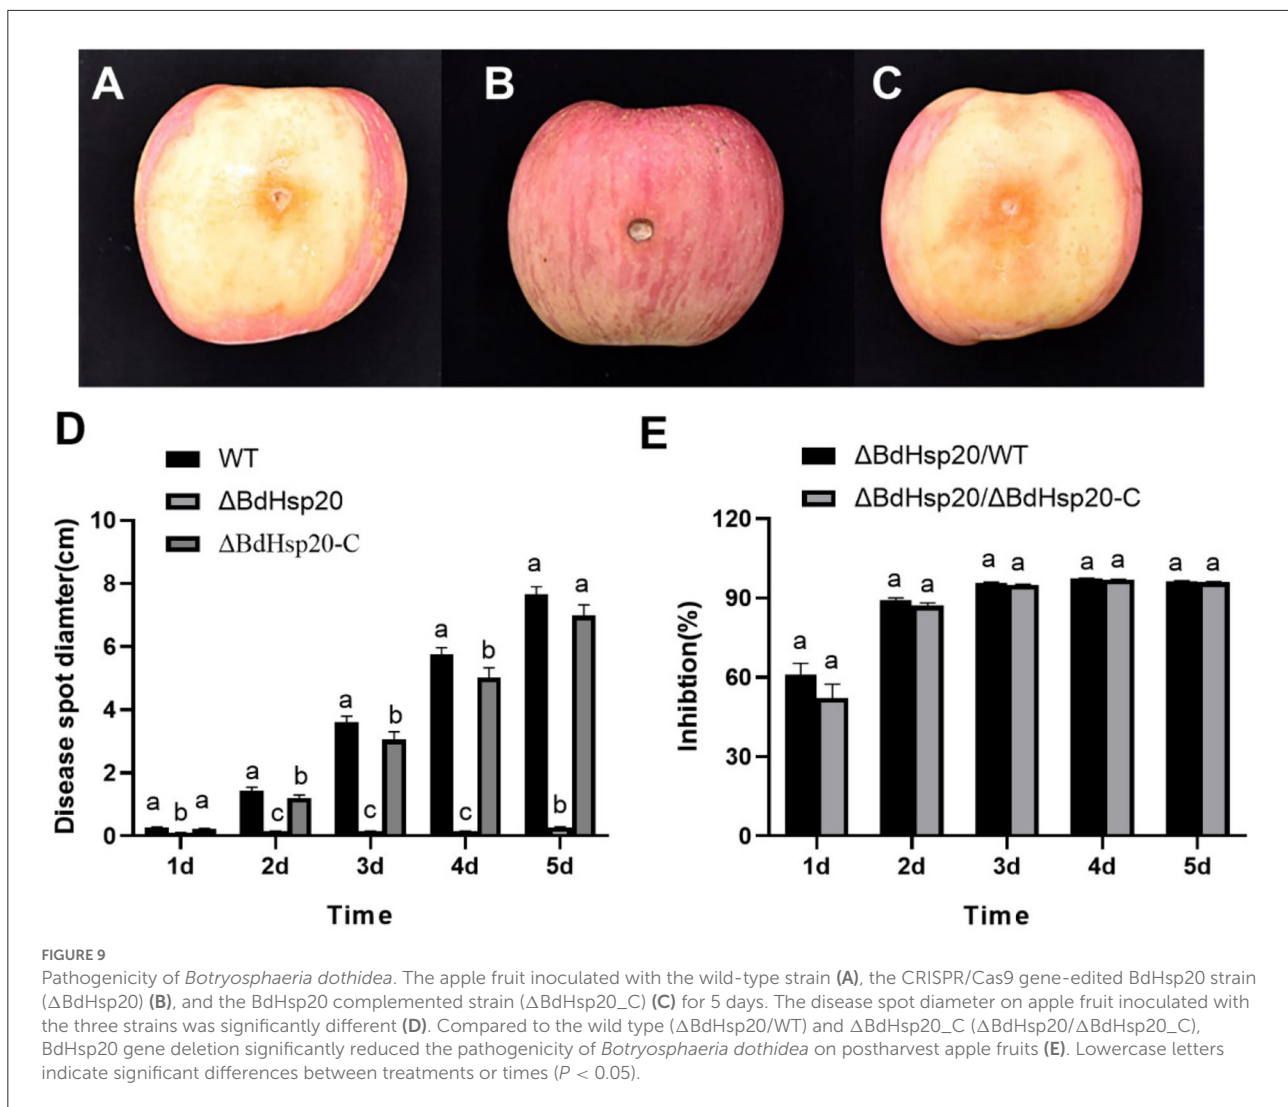 A
B
C
D
WT
ΔBdHsp20
ΔBdHsp20-C
Disease spot diamter(cm)
10
8
6
4
2
0
a b a
a c b
a c b
a c b
a b a
1d 2d 3d 4d 5d
Time
E
ΔBdHsp20/WT
ΔBdHsp20/ΔBdHsp20-C
Inhibtion(%)
120
90
60
30
0
a a
a a
a a
a a
a a
1d 2d 3d 4d 5d
Time
FIGURE 9
Pathogenicity of Botryosphaeria dothidea. The apple fruit inoculated with the wild-type strain (A), the CRISPR/Cas9 gene-edited BdHsp20 strain
(ΔBdHsp20) (B), and the BdHsp20 complemented strain (ΔBdHsp20_C) (C) for 5 days. The disease spot diameter on apple fruit inoculated with
the three strains was significantly different (D). Compared to the wild type (ΔBdHsp20/WT) and ΔBdHsp20_C (ΔBdHsp20/ΔBdHsp20_C),
BdHsp20 gene deletion significantly reduced the pathogenicity of Botryosphaeria dothidea on postharvest apple fruits (E). Lowercase letters
indicate significant differences between treatments or times (P < 0.05).